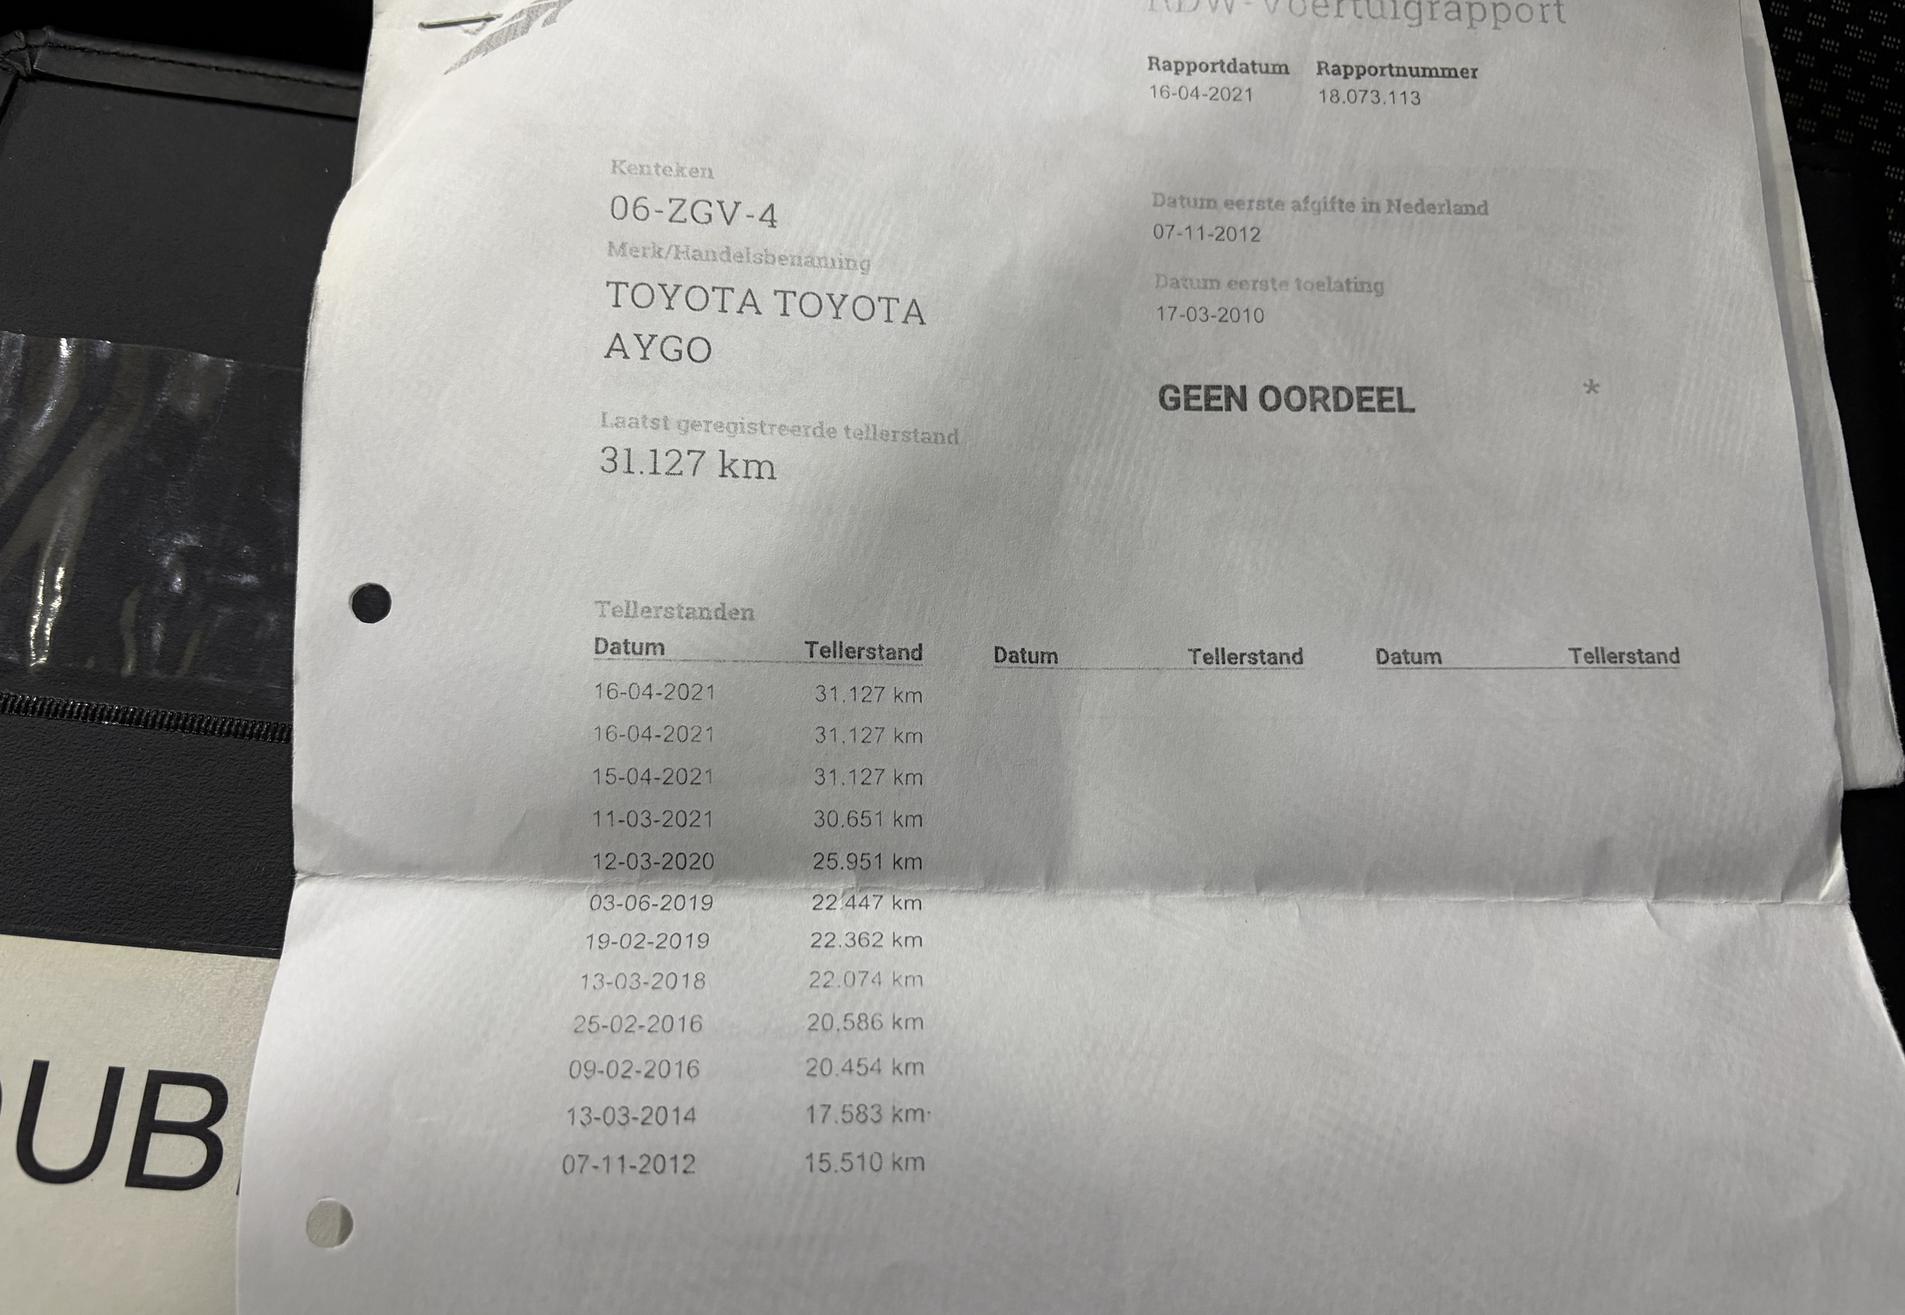 RDW-Voertuigrapport
Rapportdatum Rapportnummer
16-04-2021 18.073.113
Kenteken
06-ZGV-4
Merk/Handelsbenaming
TOYOTA TOYOTA
AYGO
Laatst geregistreerde tellerstand
31.127 km
Datum eerste afgifte in Nederland
07-11-2012
Datum eerste toelating
17-03-2010
GEEN OORDEEL *
Tellerstanden
Datum Tellerstand Datum Tellerstand Datum Tellerstand
16-04-2021 31.127 km
16-04-2021 31.127 km
15-04-2021 31.127 km
11-03-2021 30.651 km
12-03-2020 25.951 km
03-06-2019 22.447 km
19-02-2019 22.362 km
13-03-2018 22.074 km
25-02-2016 20.586 km
09-02-2016 20.454 km
13-03-2014 17.583 km
07-11-2012 15.510 km